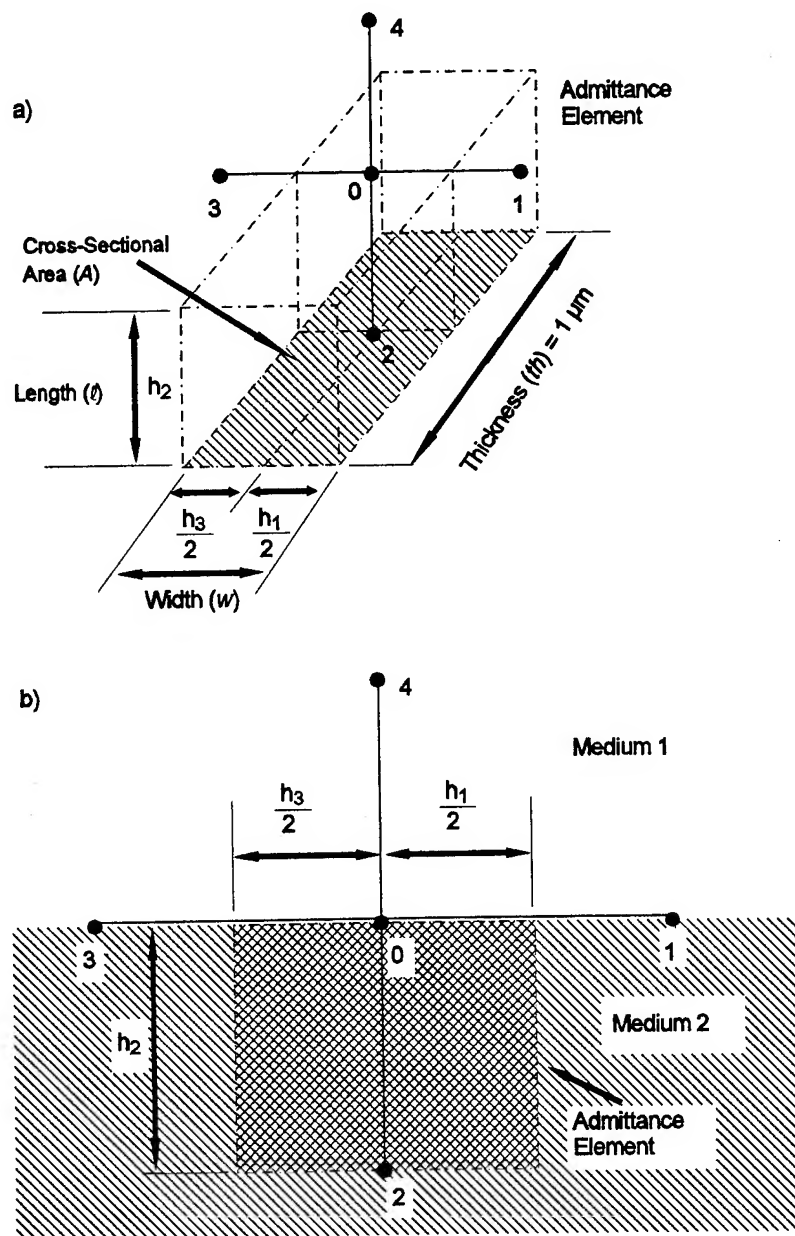 a)
4
Admittance
Element
3
0
1
Cross-Sectional
Area (A)
2
Length (ℓ)
h2
Thickness (th) = 1 μm
h3
2
h1
2
Width (w)
b)
4
Medium 1
h3
2
h1
2
3
0
1
h2
Medium 2
Admittance
Element
2